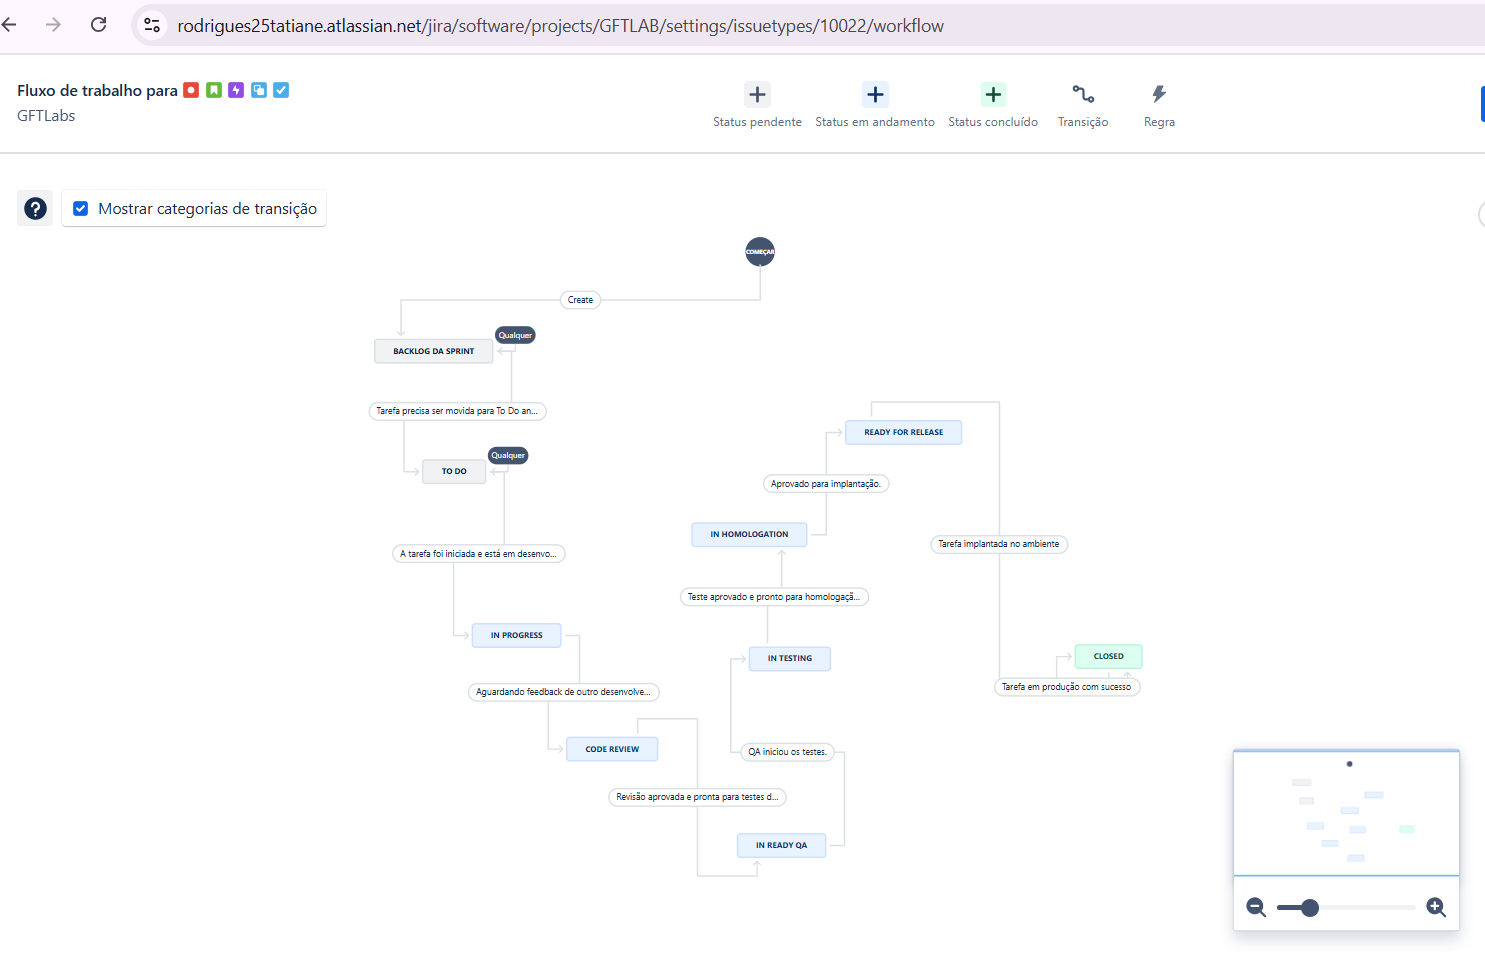 rodrigues25tatiane.atlassian.net/jira/software/projects/GFTLAB/settings/issuetypes/10022/workflow
Fluxo de trabalho para
GFTLabs
Status pendente
Status em andamento
Status concluído
Transição
Regra
Mostrar categorias de transição
COMEÇAR
Create
Qualquer
BACKLOG DA SPRINT
Tarefa precisa ser movida para To Do an...
Qualquer
TO DO
A tarefa foi iniciada e está em desenvo...
IN PROGRESS
Aguardando feedback de outro desenvolve...
CODE REVIEW
Revisão aprovada e pronta para testes d...
IN READY QA
QA iniciou os testes.
IN TESTING
Teste aprovado e pronto para homologaçã...
IN HOMOLOGATION
Aprovado para implantação.
READY FOR RELEASE
Tarefa implantada no ambiente
CLOSED
Tarefa em produção com sucesso